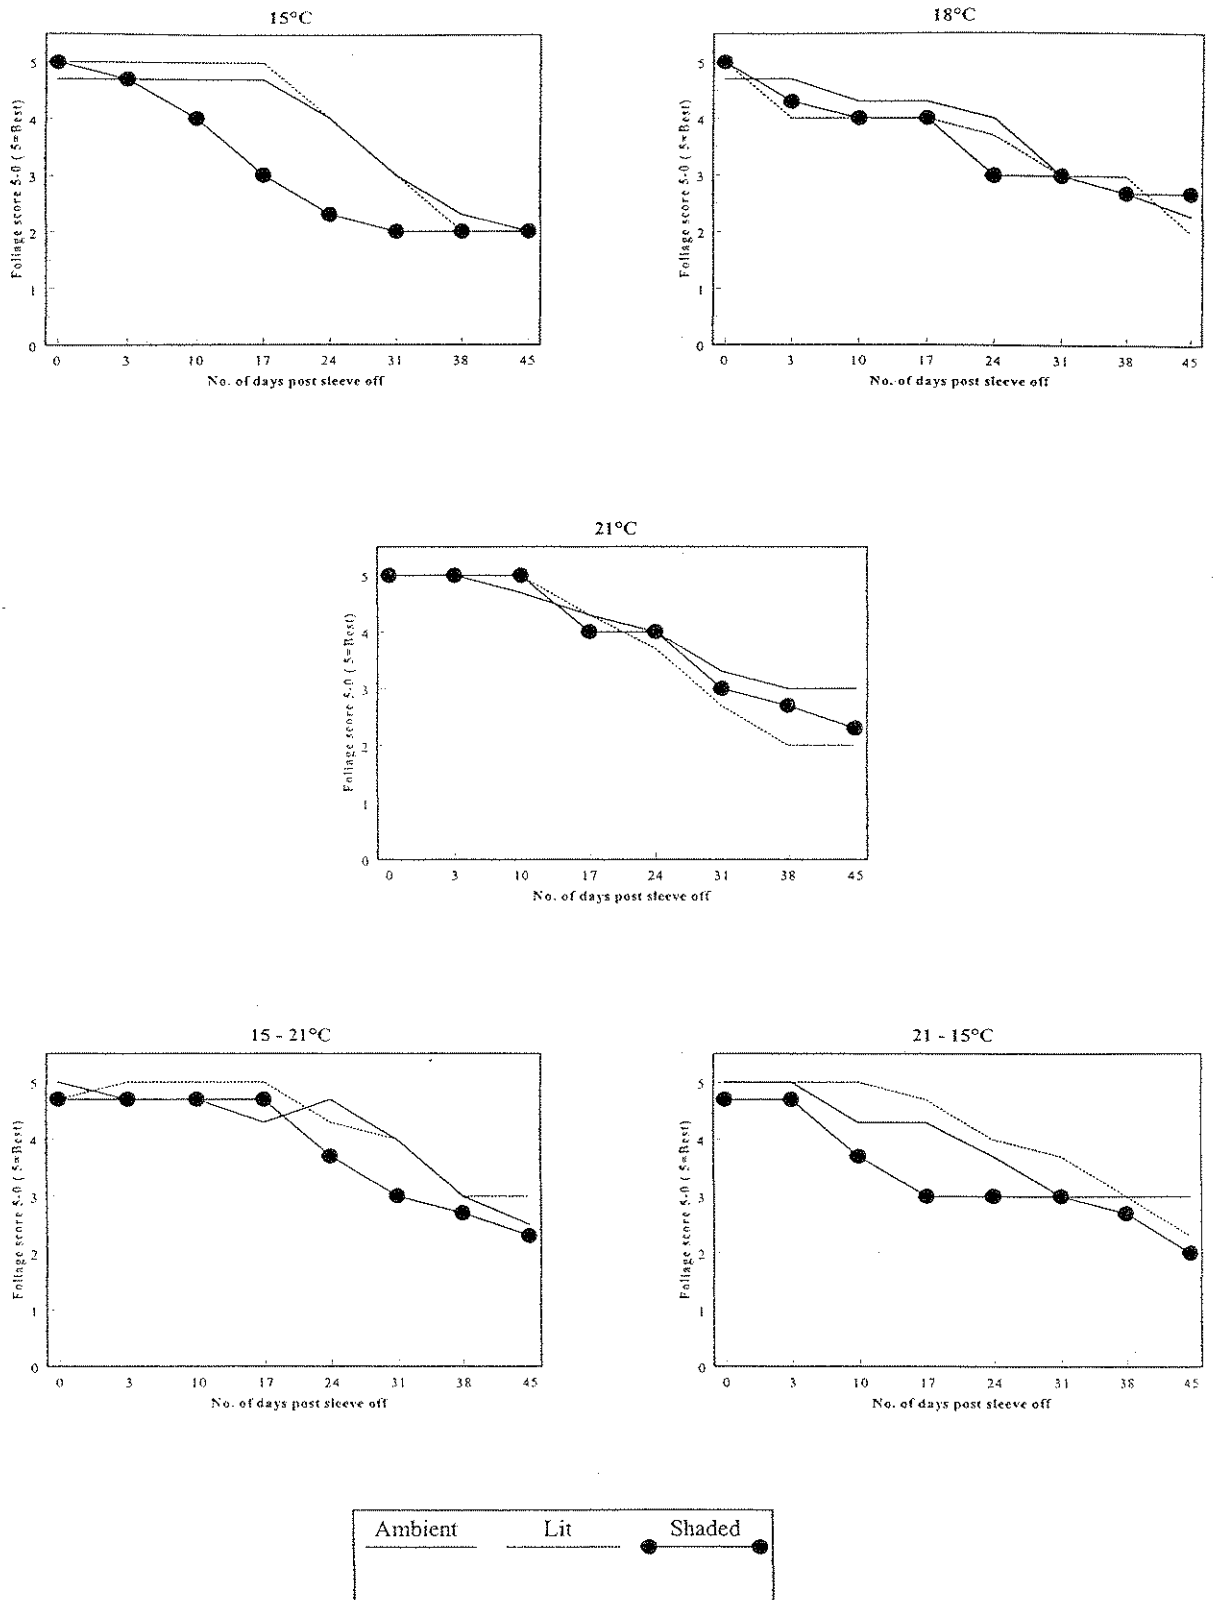 15°C
18°C
Foliage score 5-0 ( 5=Best)
5
4
3
2
1
0
0 3 10 17 24 31 38 45
No. of days post sleeve off
Foliage score 5-0 ( 5=Best)
5
4
3
2
1
0
0 3 10 17 24 31 38 45
No. of days post sleeve off
21°C
Foliage score 5-0 ( 5=Best)
5
4
3
2
1
0
0 3 10 17 24 31 38 45
No. of days post sleeve off
15 - 21°C
21 - 15°C
Foliage score 5-0 ( 5=Best)
5
4
3
2
1
0
0 3 10 17 24 31 38 45
No. of days post sleeve off
Foliage score 5-0 ( 5=Best)
5
4
3
2
1
0
0 3 10 17 24 31 38 45
No. of days post sleeve off
Ambient Lit Shaded